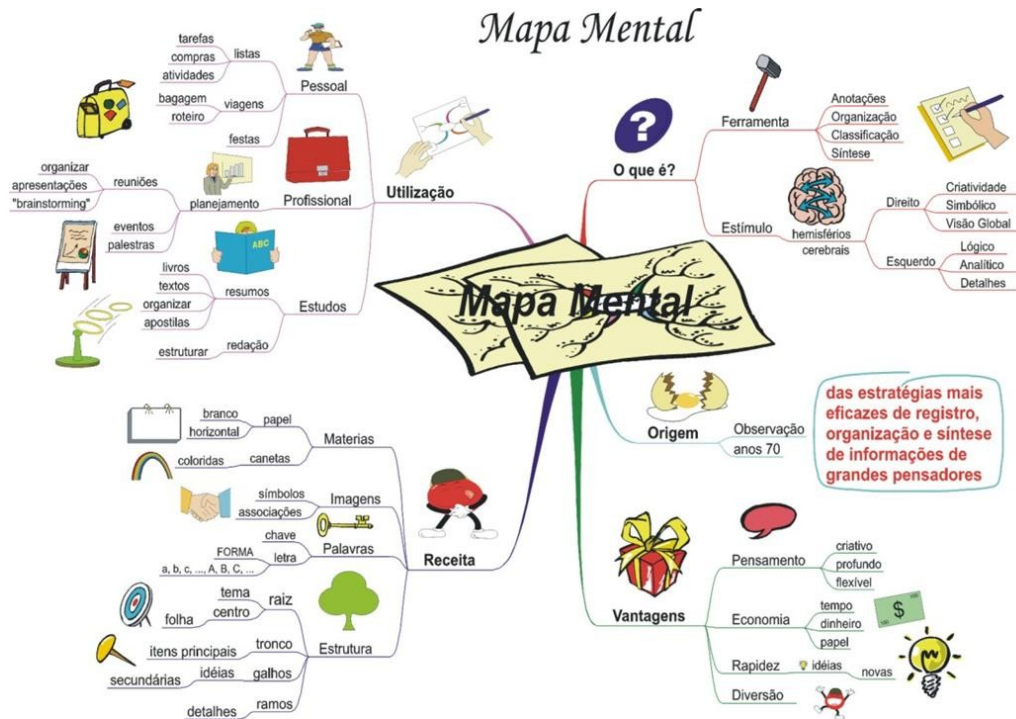 Mapa Mental
Mapa Mental
O que é?
Ferramenta
Anotações
Organização
Classificação
Síntese
Estímulo
hemisférios
cerebrais
Direito
Criatividade
Simbólico
Visão Global
Esquerdo
Lógico
Analítico
Detalhes
Origem
Observação
anos 70
das estratégias mais
eficazes de registro,
organização e síntese
de informações de
grandes pensadores
Vantagens
Pensamento
criativo
profundo
flexível
Economia
tempo
dinheiro
papel
$
100
100
Rapidez
idéias
novas
Diversão
Utilização
Pessoal
listas
tarefas
compras
atividades
viagens
bagagem
roteiro
festas
Profissional
planejamento
reuniões
organizar
apresentações
"brainstorming"
eventos
palestras
ABC
Estudos
resumos
livros
textos
organizar
apostilas
redação
estruturar
Receita
Materias
papel
branco
horizontal
canetas
coloridas
Imagens
símbolos
associações
Palavras
chave
letra
FORMA
a, b, c, ..., A, B, C, ...
Estrutura
raiz
tema
centro
folha
tronco
itens principais
galhos
idéias
secundárias
ramos
detalhes